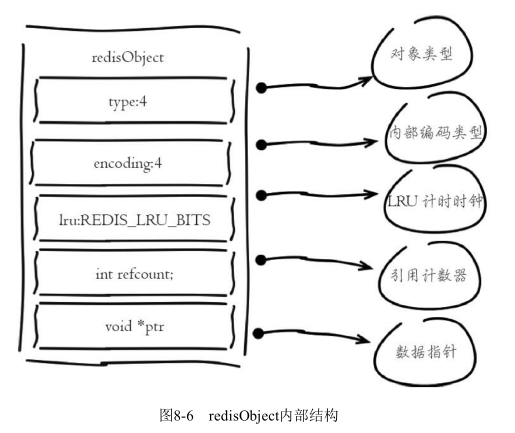 redisObject
对象类型
type:4
内部编码类型
encoding:4
LRU 计时时钟
lru:REDIS_LRU_BITS
int refcount;
引用计数器
void *ptr
数据指针
图8-6 redisObject内部结构